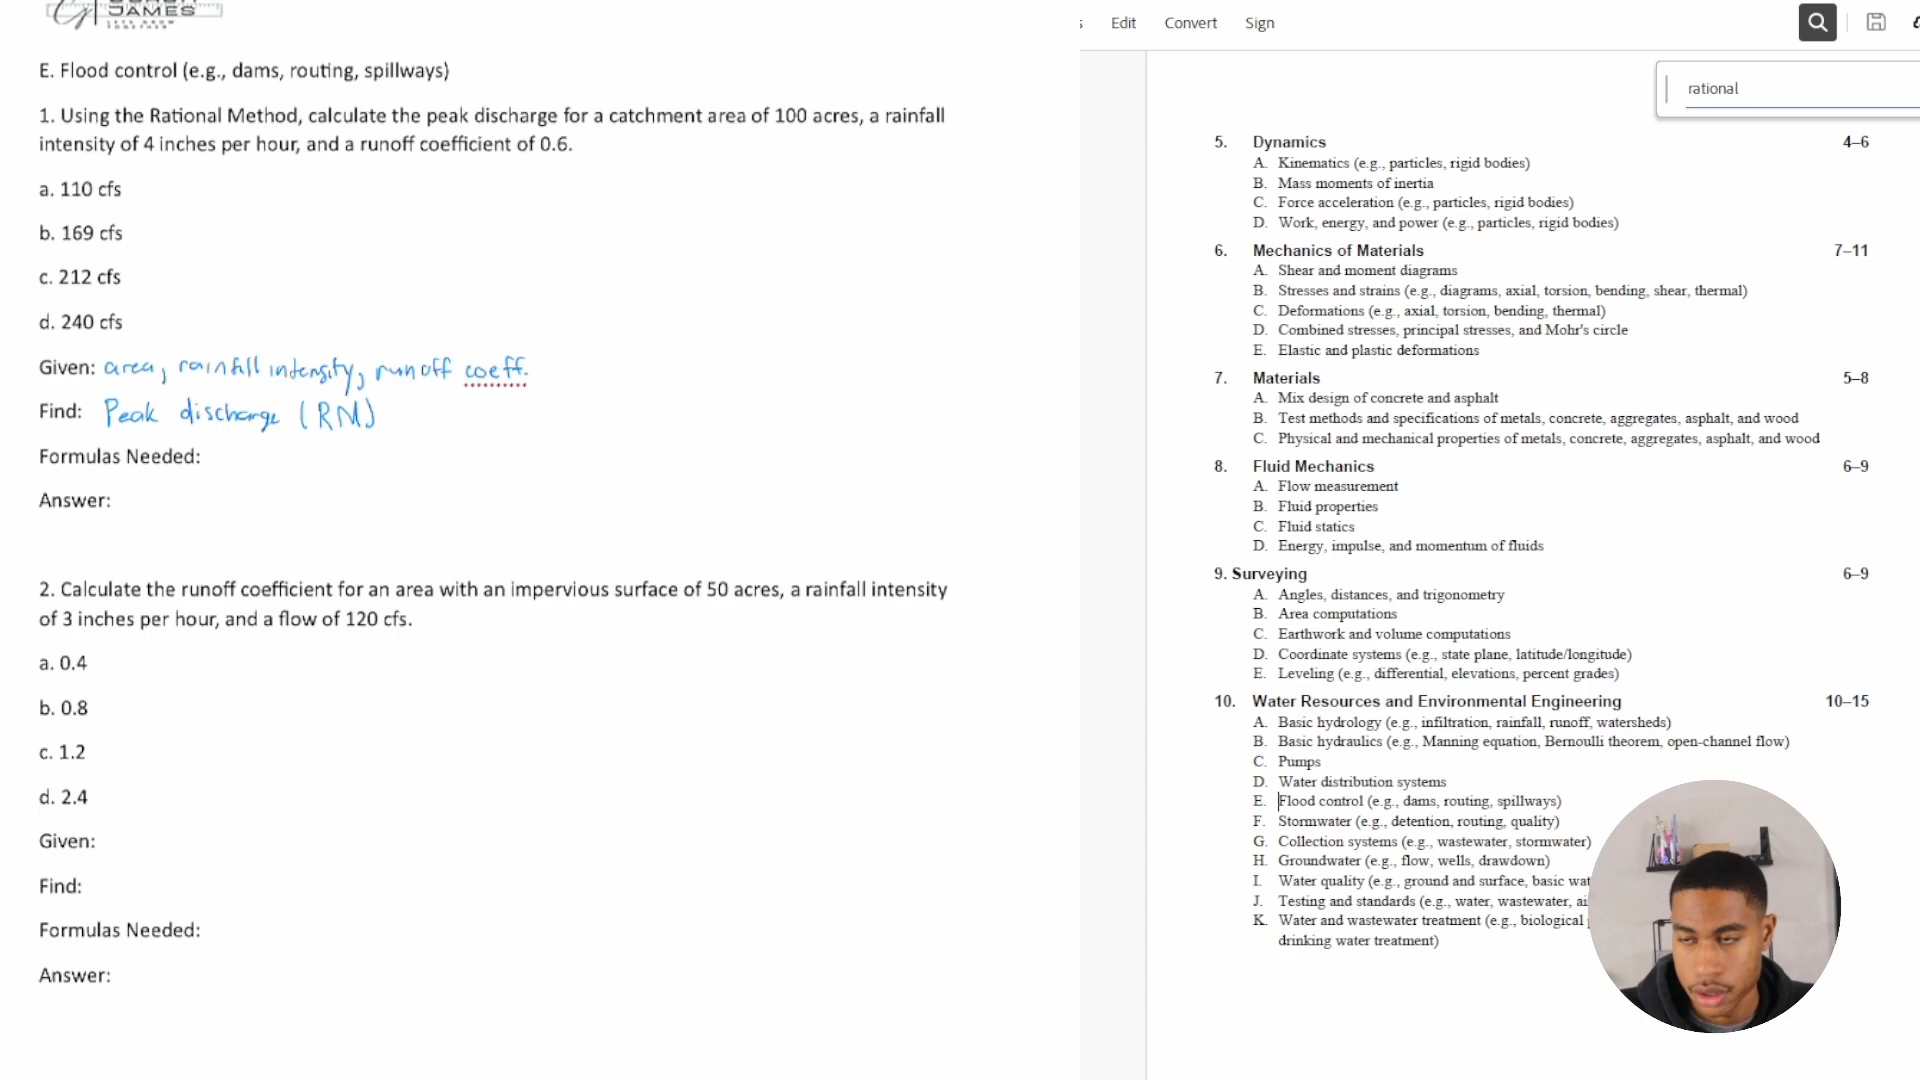 JAMES
E. Flood control (e.g., dams, routing, spillways)
1. Using the Rational Method, calculate the peak discharge for a catchment area of 100 acres, a rainfall
intensity of 4 inches per hour, and a runoff coefficient of 0.6.
a. 110 cfs
b. 169 cfs
c. 212 cfs
d. 240 cfs
Given: area, rainfall intensity, runoff coeff.
Find: Peak discharge (RM)
Formulas Needed:
Answer:
2. Calculate the runoff coefficient for an area with an impervious surface of 50 acres, a rainfall intensity
of 3 inches per hour, and a flow of 120 cfs.
a. 0.4
b. 0.8
c. 1.2
d. 2.4
Given:
Find:
Formulas Needed:
Answer:
Edit Convert Sign
rational
5. Dynamics 4–6
A. Kinematics (e.g., particles, rigid bodies)
B. Mass moments of inertia
C. Force acceleration (e.g., particles, rigid bodies)
D. Work, energy, and power (e.g., particles, rigid bodies)
6. Mechanics of Materials 7–11
A. Shear and moment diagrams
B. Stresses and strains (e.g., diagrams, axial, torsion, bending, shear, thermal)
C. Deformations (e.g., axial, torsion, bending, thermal)
D. Combined stresses, principal stresses, and Mohr's circle
E. Elastic and plastic deformations
7. Materials 5–8
A. Mix design of concrete and asphalt
B. Test methods and specifications of metals, concrete, aggregates, asphalt, and wood
C. Physical and mechanical properties of metals, concrete, aggregates, asphalt, and wood
8. Fluid Mechanics 6–9
A. Flow measurement
B. Fluid properties
C. Fluid statics
D. Energy, impulse, and momentum of fluids
9. Surveying 6–9
A. Angles, distances, and trigonometry
B. Area computations
C. Earthwork and volume computations
D. Coordinate systems (e.g., state plane, latitude/longitude)
E. Leveling (e.g., differential, elevations, percent grades)
10. Water Resources and Environmental Engineering 10–15
A. Basic hydrology (e.g., infiltration, rainfall, runoff, watersheds)
B. Basic hydraulics (e.g., Manning equation, Bernoulli theorem, open-channel flow)
C. Pumps
D. Water distribution systems
E. Flood control (e.g., dams, routing, spillways)
F. Stormwater (e.g., detention, routing, quality)
G. Collection systems (e.g., wastewater, stormwater)
H. Groundwater (e.g., flow, wells, drawdown)
I. Water quality (e.g., ground and surface, basic wat
J. Testing and standards (e.g., water, wastewater, ai
K. Water and wastewater treatment (e.g., biological
drinking water treatment)